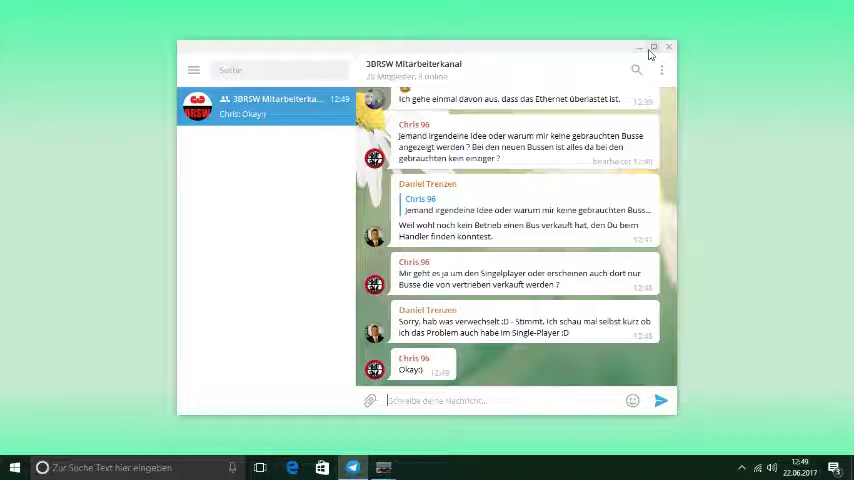 Suche
3BRSW Mitarbeiterkanal
28 Mitglieder, 3 online
BRSW
3BRSW Mitarbeiterka... 12:49
Chris: Okay:)
Ich gehe einmal davon aus, dass das Ethernet überlastet ist. 12:39
Chris 96
Jemand irgendeine Idee oder warum mir keine gebrauchten Busse
angezeigt werden ? Bei den neuen Bussen ist alles da bei den
gebrauchten kein einziger ?
bearbeitet 12:40
Daniel Trenzen
Chris 96
Jemand irgendeine Idee oder warum mir keine gebrauchten Buss...
Weil wohl noch kein Betrieb einen Bus verkauft hat, den Du beim
Händler finden könntest. 12:47
Chris 96
Mir geht es ja um den Singelplayer oder erscheinen auch dort nur
Busse die von vertrieben verkauft werden ? 12:48
Daniel Trenzen
Sorry, hab was verwechselt :D - Stimmt. Ich schau mal selbst kurz ob
ich das Problem auch habe im Single-Player :D 12:48
Chris 96
Okay:) 12:49
Schreibe deine Nachricht...
Zur Suche Text hier eingeben
12:49
22.06.2017